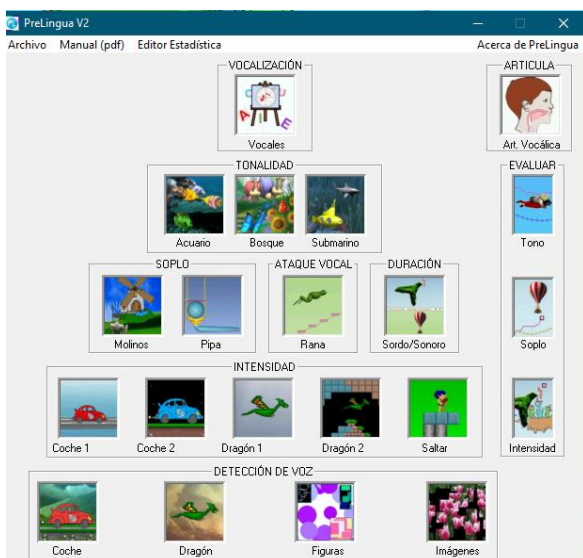 PreLingua V2
Archivo Manual (pdf) Editor Estadística Acerca de PreLingua
VOCALIZACIÓN
Vocales
ARTICULA
Art. Vocálica
TONALIDAD
Acuario Bosque Submarino
EVALUAR
Tono
SOPLO
Molinos Pipa
ATAQUE VOCAL
Rana
DURACIÓN
Sordo/Sonoro
Soplo
INTENSIDAD
Coche 1 Coche 2 Dragón 1 Dragón 2 Saltar
Intensidad
DETECCIÓN DE VOZ
Coche Dragón Figuras Imágenes